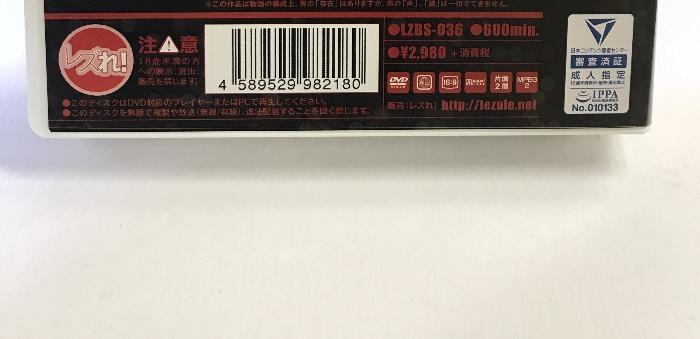 ※この作品は物語の構成上、男の「存在」はありますが、男の「声」、「顔」は一切でてきません。
レズれ!
注意
18歳未満の方
への展示、貸出、
販売を禁じます。
4 589529 982180
●LZBS-036 ●600min.
●¥2,980 +消費税
DVD
16:9
片面
2層
MPEG
2
販売:レズれ! http://lezule.net
●このディスクはDVD対応のプレイヤーまたはPCで再生してください。
●このディスクを無断で複製や放送(無線/有線)、違法配信することを固く禁じます。
日本コンテンツ審査センター
審査済証
成人指定
IPPA
No.010133